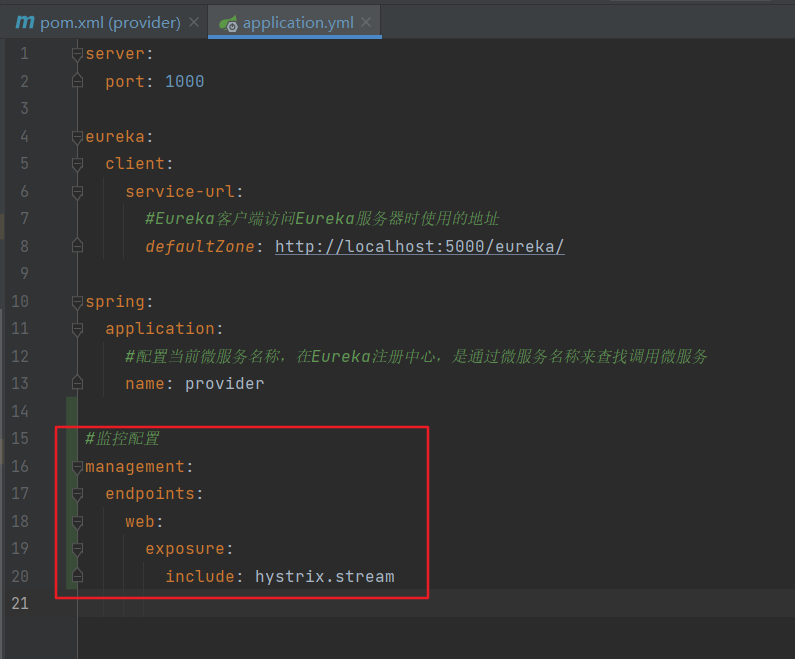 pom.xml (provider) application.yml
1 server:
2   port: 1000
3
4 eureka:
5   client:
6     service-url:
7       #Eureka客户端访问Eureka服务器时使用的地址
8       defaultZone: http://localhost:5000/eureka/
9
10 spring:
11   application:
12     #配置当前微服务名称，在Eureka注册中心，是通过微服务名称来查找调用微服务
13     name: provider
14
15 #监控配置
16 management:
17   endpoints:
18     web:
19       exposure:
20         include: hystrix.stream
21